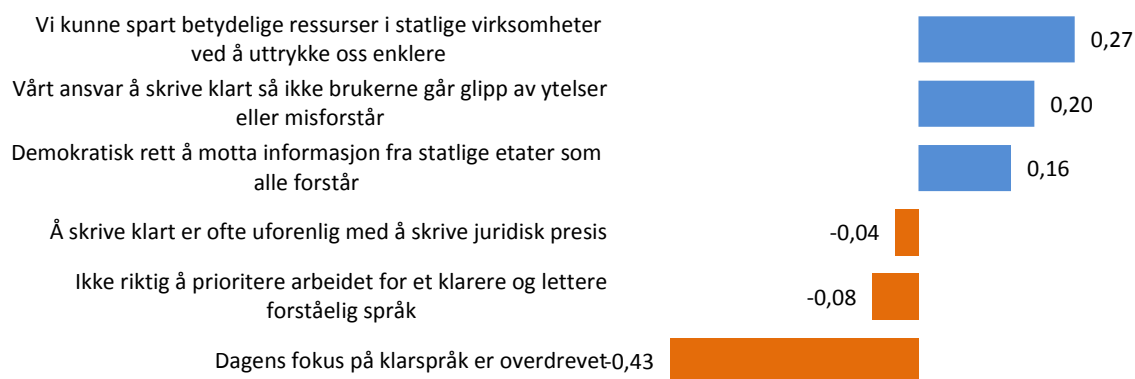 Vi kunne spart betydelige ressurser i statlige virksomheter
ved å uttrykke oss enklere
0,27
Vårt ansvar å skrive klart så ikke brukerne går glipp av ytelser
eller misforstår
0,20
Demokratisk rett å motta informasjon fra statlige etater som
alle forstår
0,16
Å skrive klart er ofte uforenlig med å skrive juridisk presis
-0,04
Ikke riktig å prioritere arbeidet for et klarere og lettere
forståelig språk
-0,08
Dagens fokus på klarspråk er overdrevet
-0,43